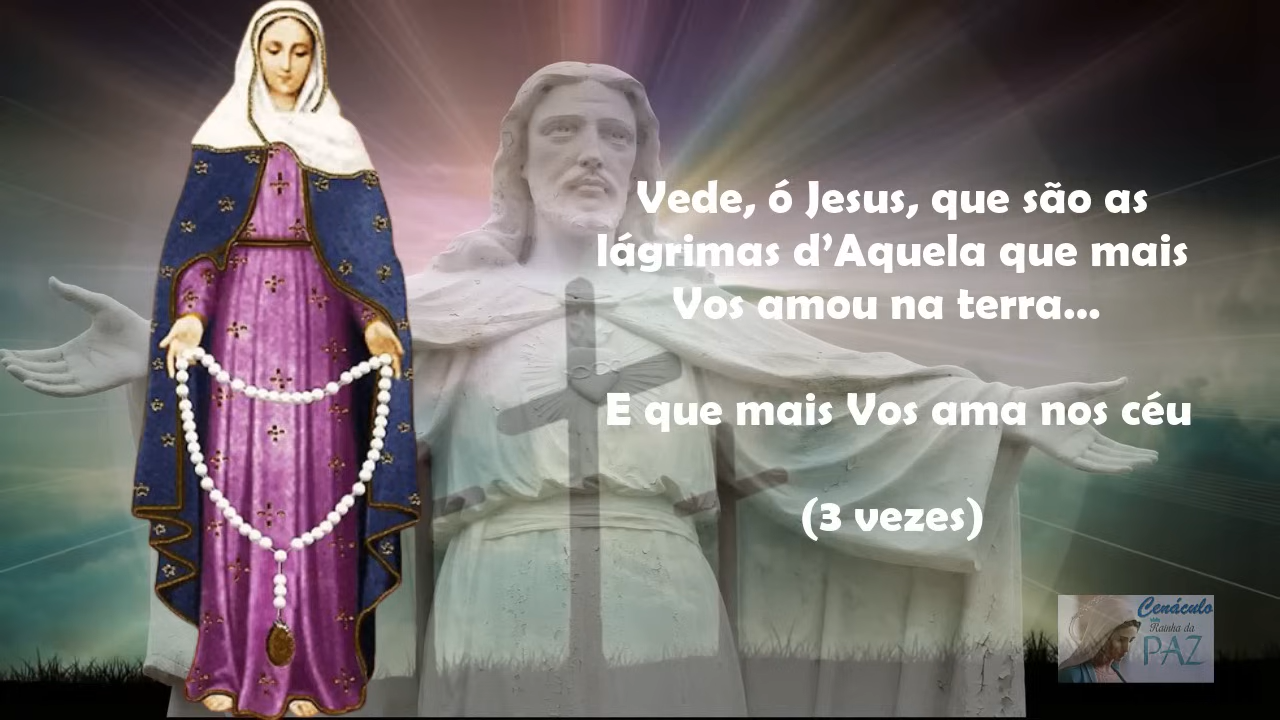 Vede, ó Jesus, que são as
lágrimas d’Aquela que mais
Vos amou na terra...
E que mais Vos ama nos céu
(3 vezes)
Cenáculo
Rainha da
PAZ